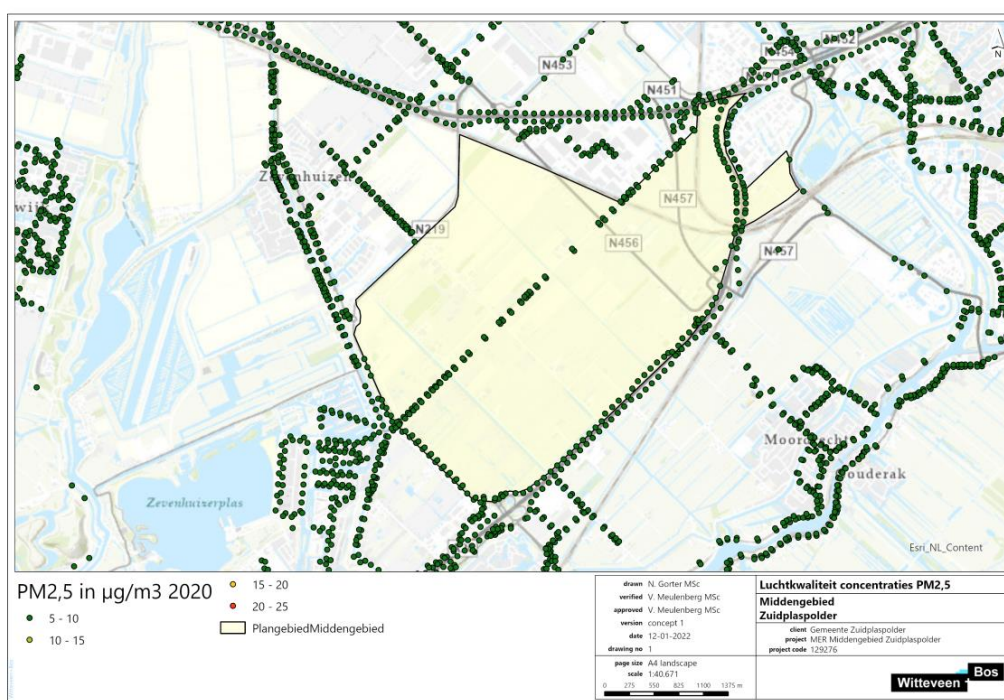 N453
N451
N
Zevenhuizen
N219
N457
N456
N457
Moordrecht
ouderak
Zevenhuizerplas
Esri_NL_Content
PM2,5 in µg/m3 2020
5 - 10
10 - 15
15 - 20
20 - 25
PlangebiedMiddengebied
drawn N. Gorter MSc
verified V. Meulenberg MSc
approved V. Meulenberg MSc
version concept 1
date 12-01-2022
drawing no 1
page size A4 landscape
scale 1:40.671
0 275 550 825 1100 1375 m
Luchtkwaliteit concentraties PM2,5
Middengebied
Zuidplaspolder
client Gemeente Zuidplaspolder
project MER Middengebied Zuidplaspolder
project code 129276
Witteveen + Bos